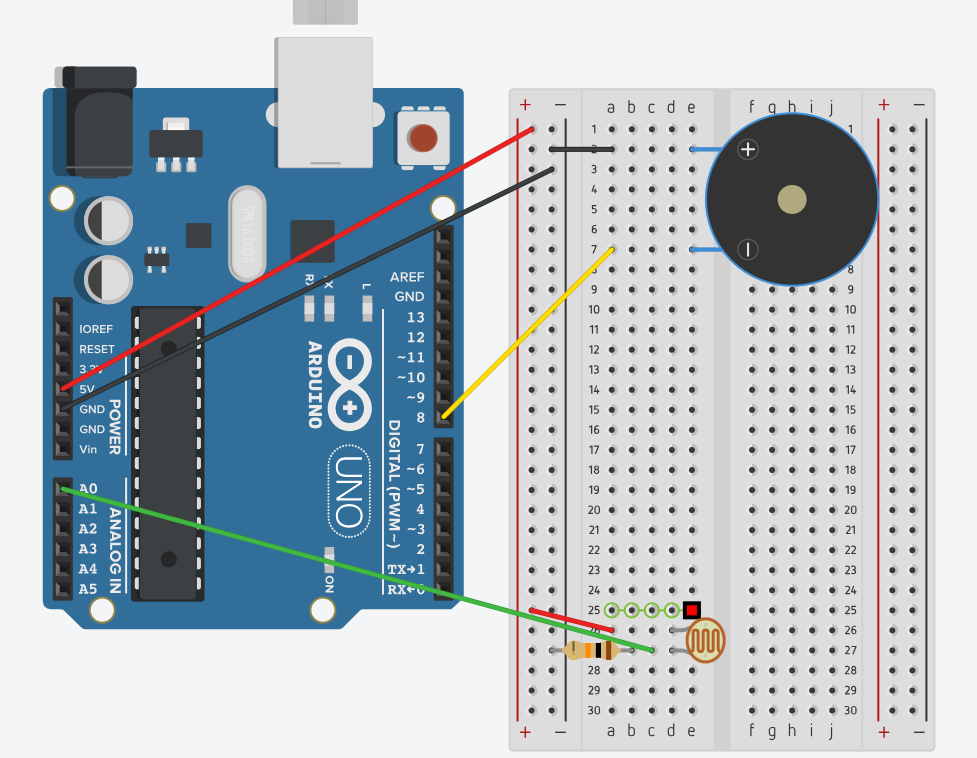 SPK16.000G
RX
TX
L
AREF
GND
13
12
~11
~10
~9
8
7
~6
~5
4
~3
2
TX→1
RX←0
DIGITAL (PWM ~)
ARDUINO
UNO
ON
IOREF
RESET
3.3V
5V
GND
GND
Vin
POWER
A0
A1
A2
A3
A4
A5
ANALOG IN
+ − a b c d e f g h i j + −
1 1
2
3
4
5
6
7
8 8
9 9
10 10
11 11
12 12
13 13
14 14
15 15
16 16
17 17
18 18
19 19
20 20
21 21
22 22
23 23
24 24
25 25
26 26
27
28 28
29 29
30 30
+ − a b c d e f g h i j + −